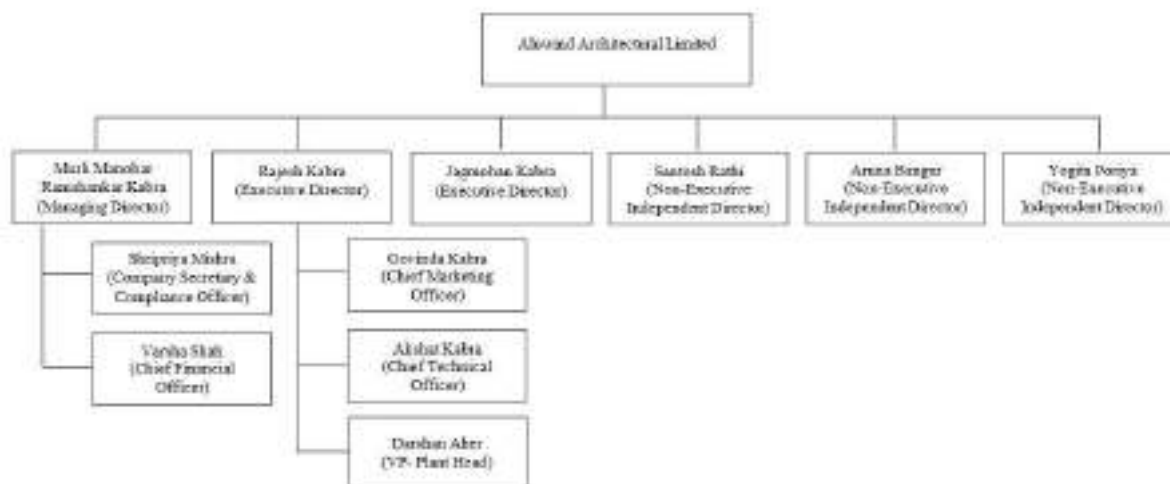 Aluwind Architectural Limited
Murli Manohar
Ramshankar Kabra
(Managing Director)
Rajesh Kabra
(Executive Director)
Jagmohan Kabra
(Executive Director)
Santosh Rathi
(Non-Executive
Independent Director)
Aruna Bangur
(Non-Executive
Independent Director)
Yogita
(Non-Executive
Independent Director)
Shripriya Mishra
(Company Secretary &
Compliance Officer)
Varsha Shah
(Chief Financial
Officer)
Govinda Kabra
(Chief Marketing
Officer)
Akshat Kabra
(Chief Technical
Officer)
Darshan Aher
(VP- Plant Head)